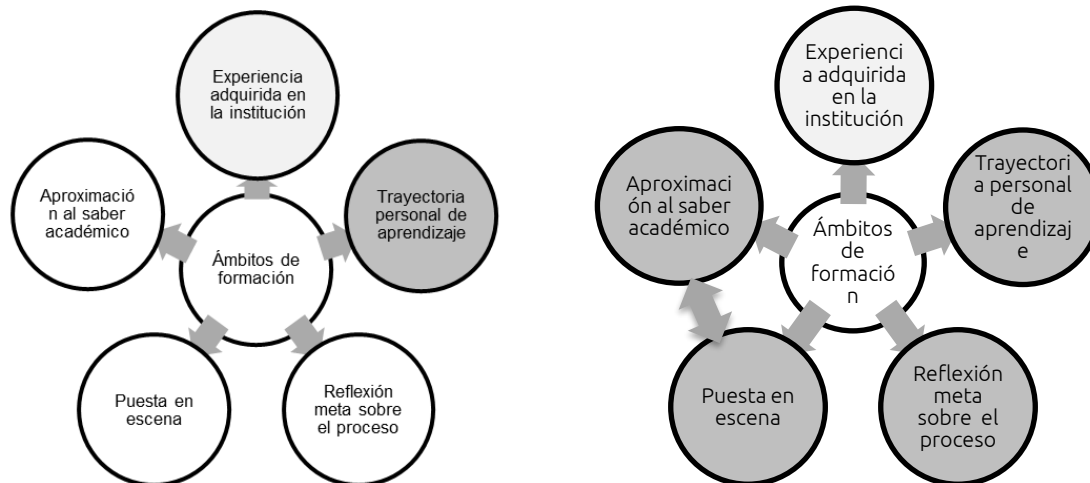 Experiencia
adquirida en
la institución
Aproximació
n al saber
académico
Trayectoria
personal de
aprendizaje
Ámbitos de
formación
Puesta en
escena
Reflexión
meta sobre
el proceso
Experienci
a adquirida
en la
institución
Aproximaci
ón al saber
académico
Trayectori
a personal
de
aprendizaj
e
Ámbitos
de
formació
n
Puesta en
escena
Reflexión
meta
sobre el
proceso